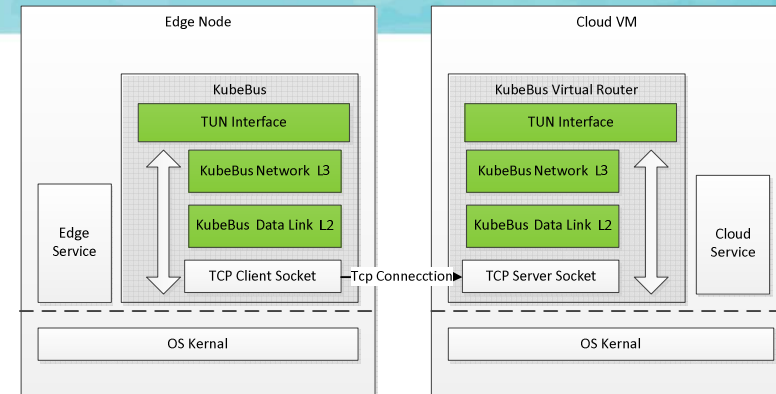 Edge Node
KubeBus
TUN Interface
KubeBus Network L3
KubeBus Data Link L2
TCP Client Socket
Edge
Service
OS Kernal
Tcp Connecction
Cloud VM
KubeBus Virtual Router
TUN Interface
KubeBus Network L3
KubeBus Data Link L2
TCP Server Socket
Cloud
Service
OS Kernal